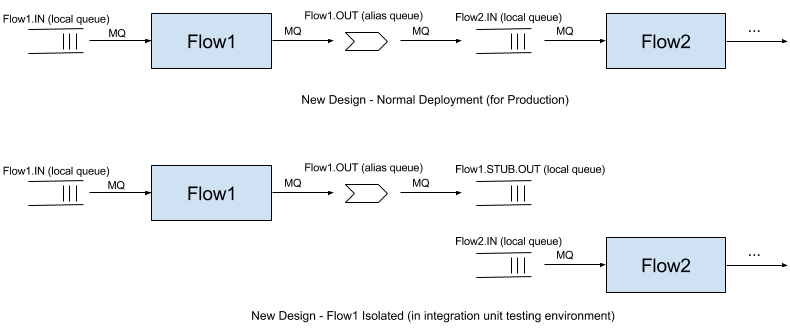 Flow1.IN (local queue)
MQ
Flow1
MQ
Flow1.OUT (alias queue)
MQ
Flow2.IN (local queue)
MQ
Flow2
...
New Design - Normal Deployment (for Production)
Flow1.IN (local queue)
MQ
Flow1
MQ
Flow1.OUT (alias queue)
MQ
Flow1.STUB.OUT (local queue)
Flow2.IN (local queue)
MQ
Flow2
...
New Design - Flow1 Isolated (in integration unit testing environment)